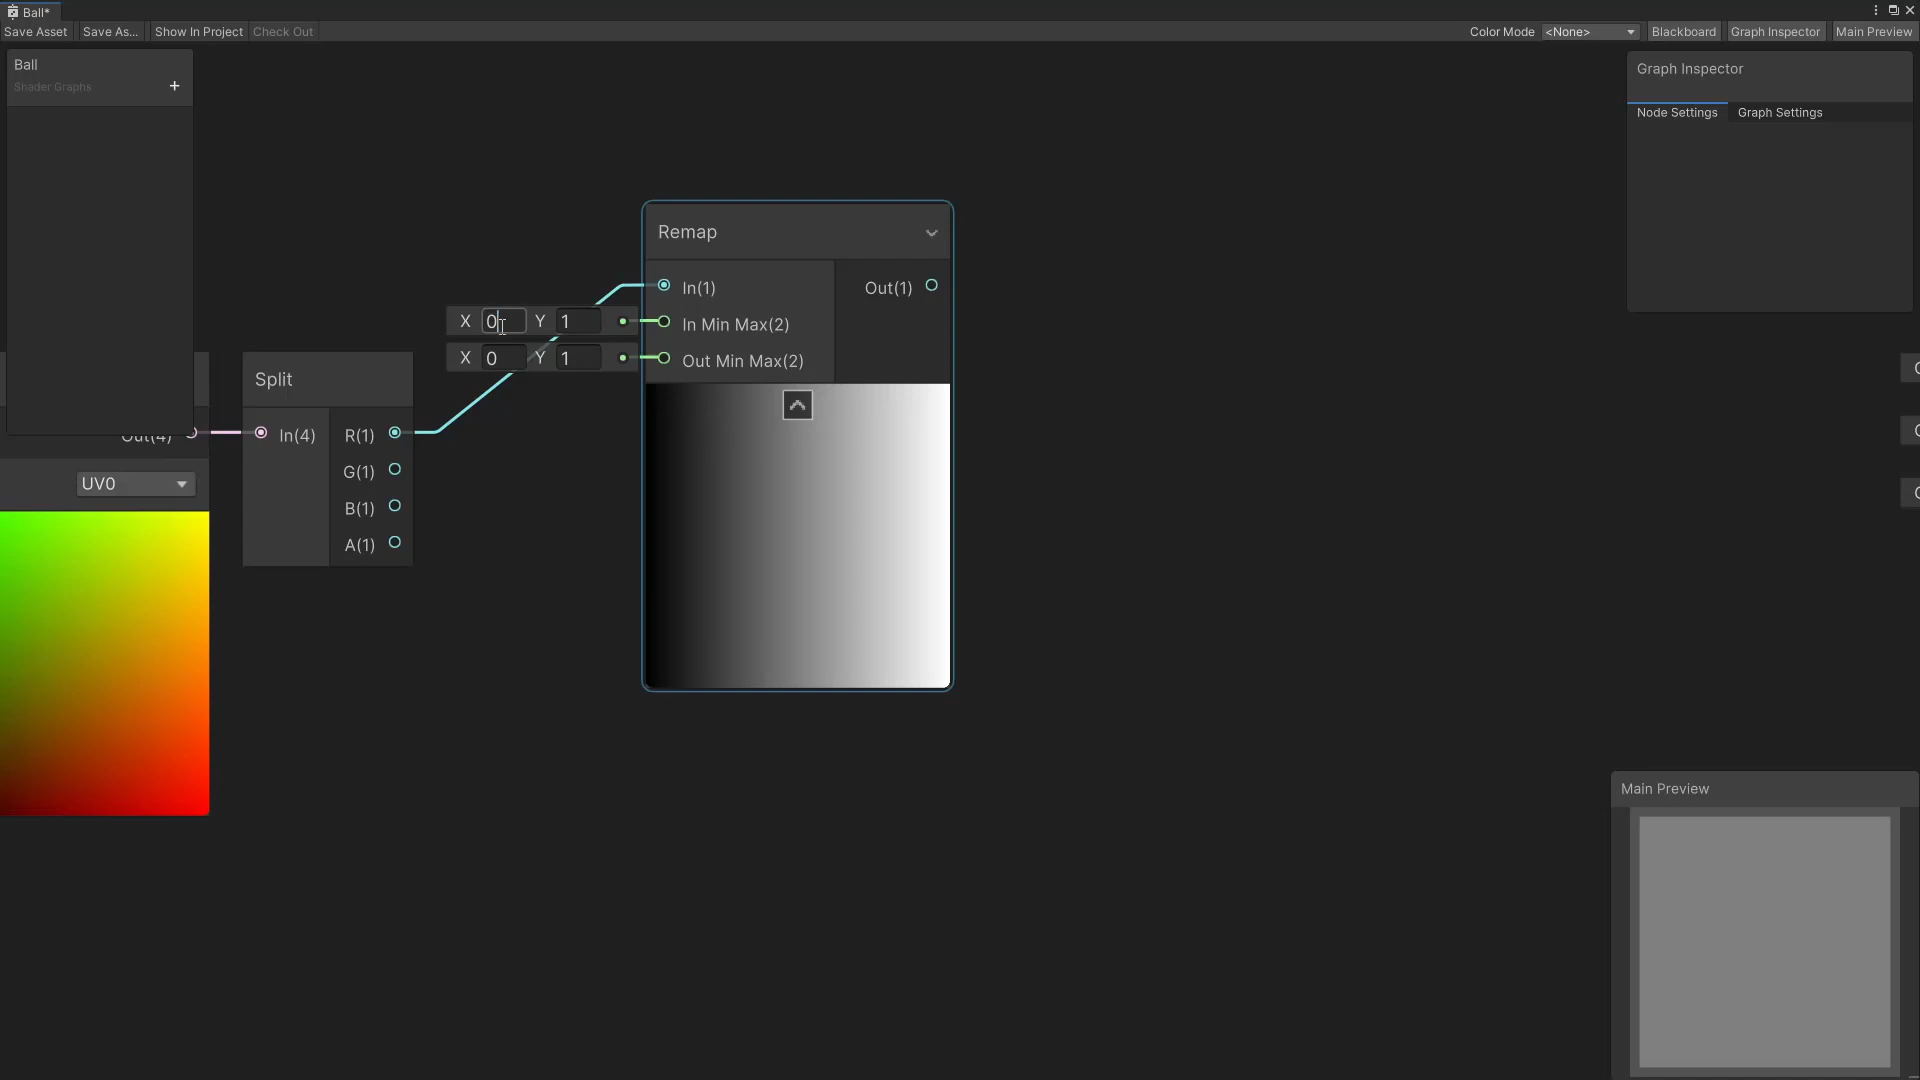 Ball*
Save Asset Save As... Show In Project Check Out Color Mode <None> Blackboard Graph Inspector Main Preview
Ball
Shader Graphs +
Graph Inspector
Node Settings Graph Settings
Remap
In(1) Out(1)
X 0 Y 1 In Min Max(2)
X 0 Y 1 Out Min Max(2)
Split
Out(4) In(4) R(1)
G(1)
UV0 B(1)
A(1)
Main Preview